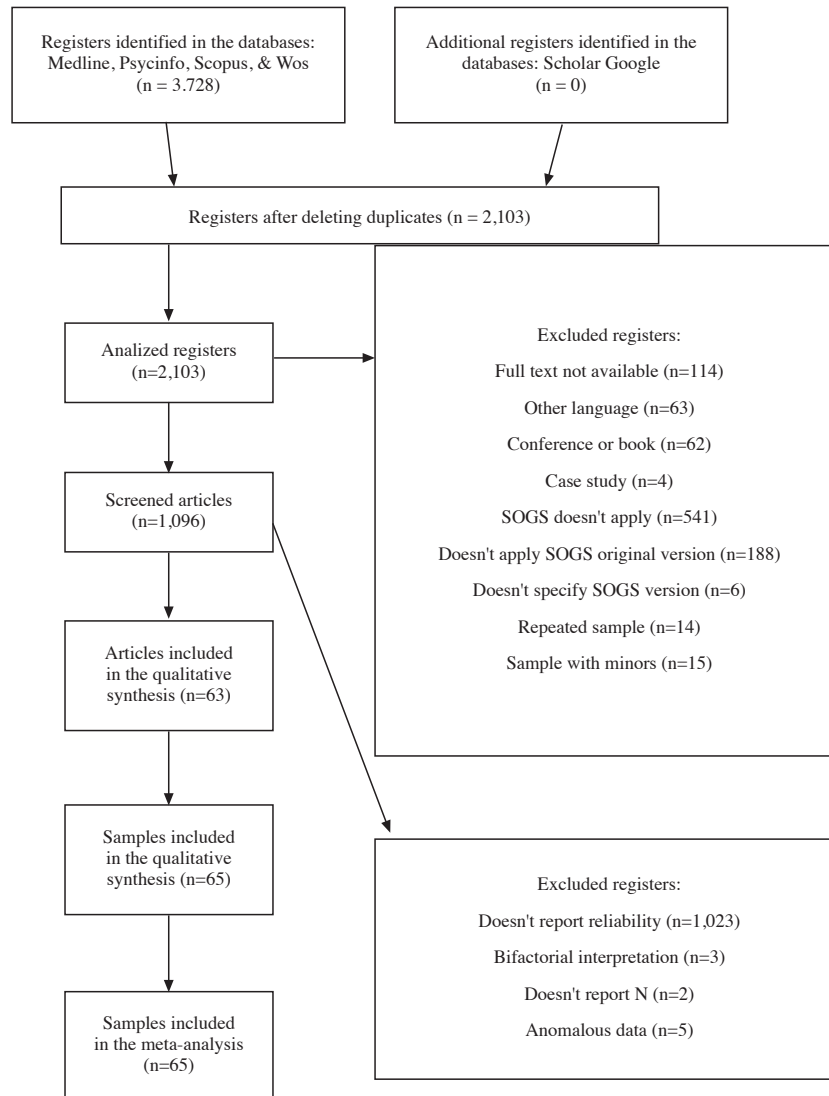 Registers identified in the databases:
Medline, Psycinfo, Scopus, & Wos
(n = 3.728)
Additional registers identified in the
databases: Scholar Google
(n = 0)
Registers after deleting duplicates (n = 2,103)
Analized registers
(n=2,103)
Excluded registers:
Full text not available (n=114)
Other language (n=63)
Conference or book (n=62)
Case study (n=4)
SOGS doesn't apply (n=541)
Doesn't apply SOGS original version (n=188)
Doesn't specify SOGS version (n=6)
Repeated sample (n=14)
Sample with minors (n=15)
Screened articles
(n=1,096)
Articles included
in the qualitative
synthesis (n=63)
Samples included
in the qualitative
synthesis (n=65)
Excluded registers:
Doesn't report reliability (n=1,023)
Bifactorial interpretation (n=3)
Doesn't report N (n=2)
Anomalous data (n=5)
Samples included
in the meta-analysis
(n=65)